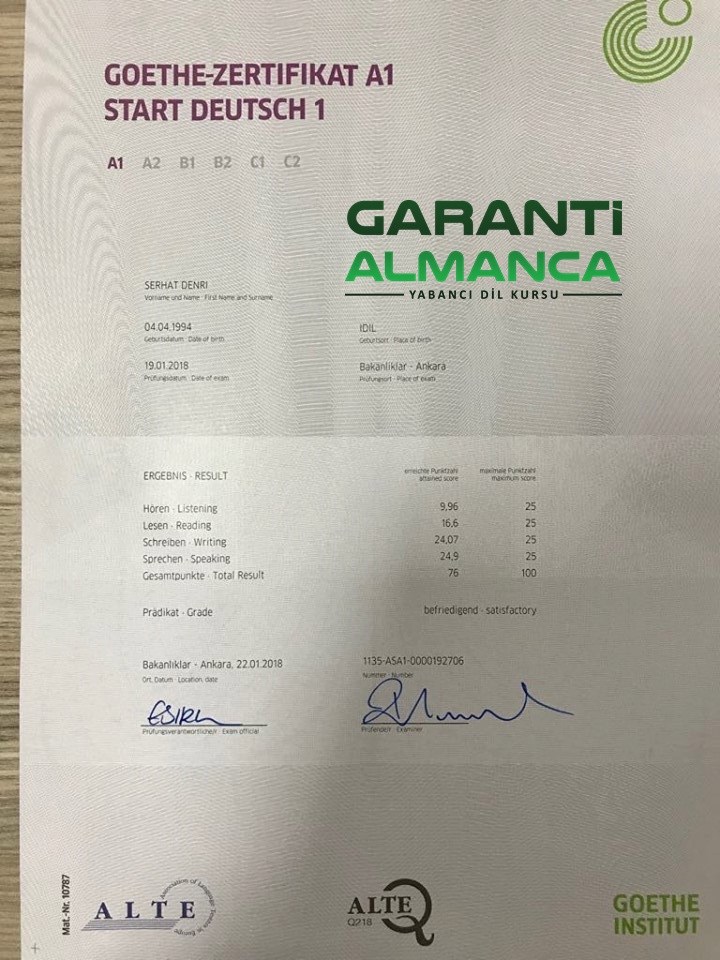 GOETHE-ZERTIFIKAT A1
START DEUTSCH 1
A1 A2 B1 B2 C1 C2
GARANTi
ALMANCA
YABANCI DİL KURSU
SERHAT DENRI
Vorname und Name · First Name and Surname
04.04.1994
Geburtsdatum · Date of birth
IDIL
Geburtsort · Place of birth
19.01.2018
Prüfungsdatum · Date of exam
Bakanlıklar - Ankara
Prüfungsort · Place of exam
ERGEBNIS · RESULT
erreichte Punktzahl
attained score
maximale Punktzahl
maximum score
Hören · Listening 9,96 25
Lesen · Reading 16,6 25
Schreiben · Writing 24,07 25
Sprechen · Speaking 24,9 25
Gesamtpunkte · Total Result 76 100
Prädikat · Grade befriedigend · satisfactory
Bakanlıklar - Ankara, 22.01.2018
Ort, Datum · Location, date
1135-ASA1-0000192706
Nummer · Number
Prüfungsverantwortliche/r · Exam official
Prüfende/r · Examiner
Mat.-Nr. 10787
ALTE
Association of Language Testers in Europe
ALTE
Q218
GOETHE
INSTITUT